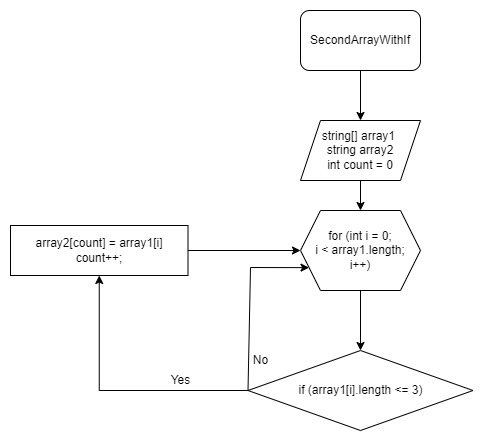 SecondArrayWithIf
string[] array1
string array2
int count = 0
for (int i = 0;
i < array1.length;
i++)
array2[count] = array1[i]
count++;
No
Yes
if (array1[i].length <= 3)